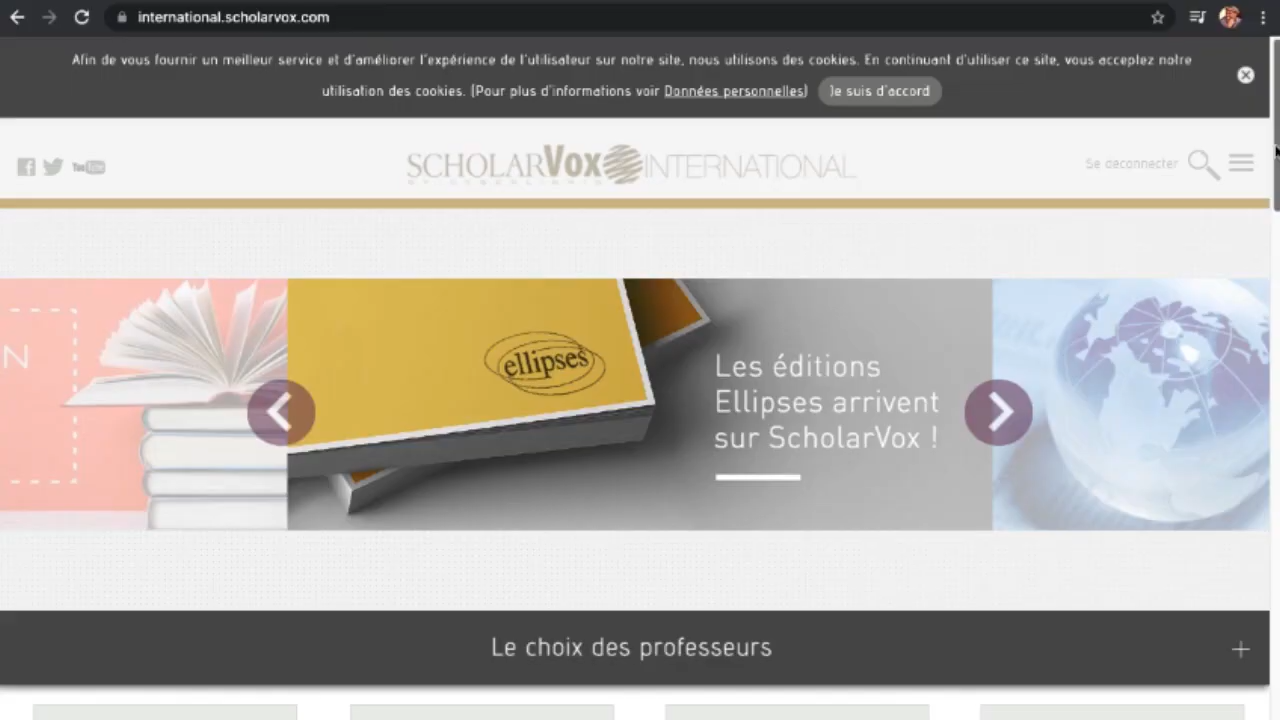 international.scholarvox.com
Afin de vous fournir un meilleur service et d'améliorer l'expérience de l'utilisateur sur notre site, nous utilisons des cookies. En continuant d'utiliser ce site, vous acceptez notre
utilisation des cookies. (Pour plus d'informations voir Données personnelles) Je suis d'accord
SCHOLARVOX INTERNATIONAL
Se deconnecter
N
ellipses
Les éditions
Ellipses arrivent
sur ScholarVox !
Le choix des professeurs
+